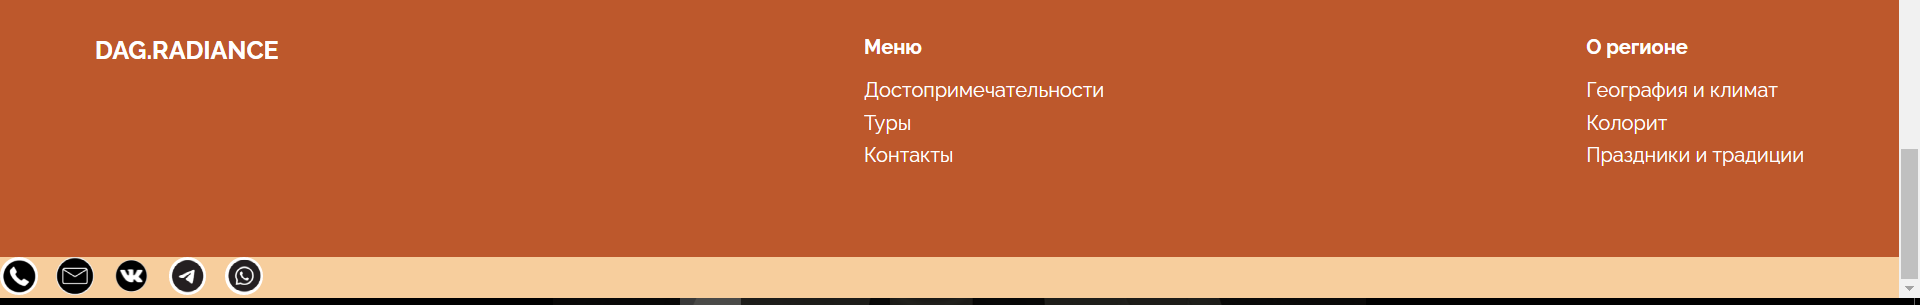 DAG.RADIANCE
Меню
Достопримечательности
Туры
Контакты
О регионе
География и климат
Колорит
Праздники и традиции